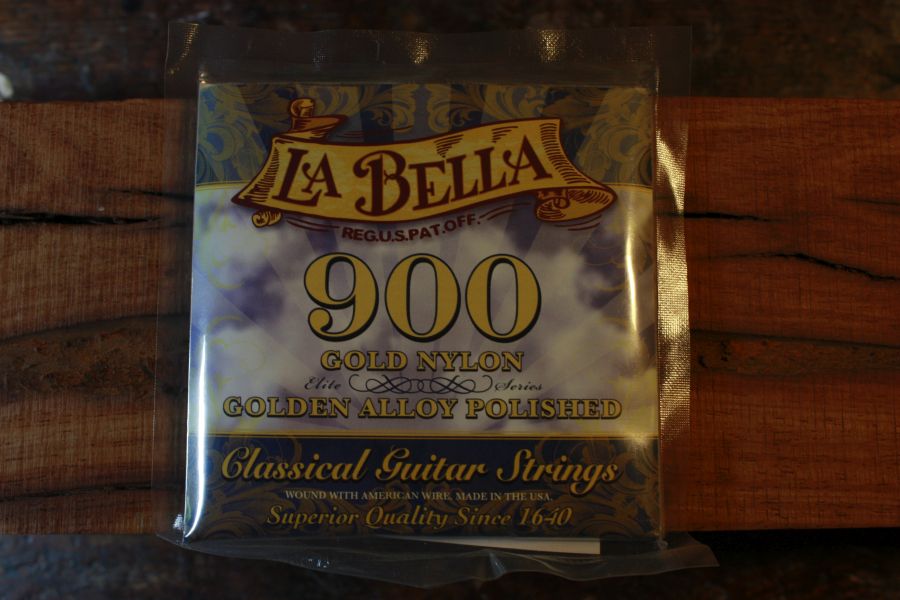 LA BELLA
REG.U.S.PAT.OFF.
900
GOLD NYLON
Elite Series
GOLDEN ALLOY POLISHED
Classical Guitar Strings
WOUND WITH AMERICAN WIRE. MADE IN THE USA.
Superior Quality Since 1640